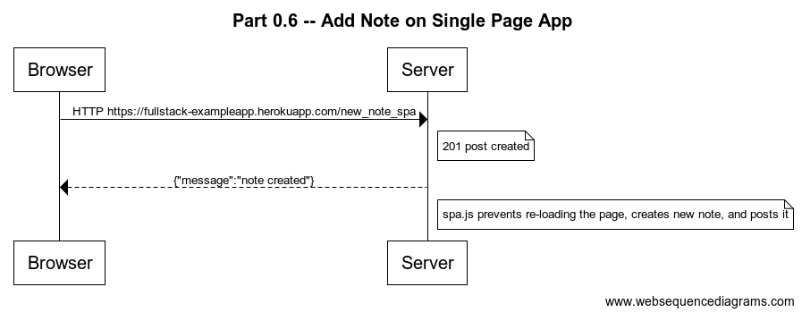 Part 0.6 -- Add Note on Single Page App
Browser
Server
HTTP https://fullstack-exampleapp.herokuapp.com/new_note_spa
201 post created
{"message":"note created"}
spa.js prevents re-loading the page, creates new note, and posts it
Browser
Server
www.websequencediagrams.com